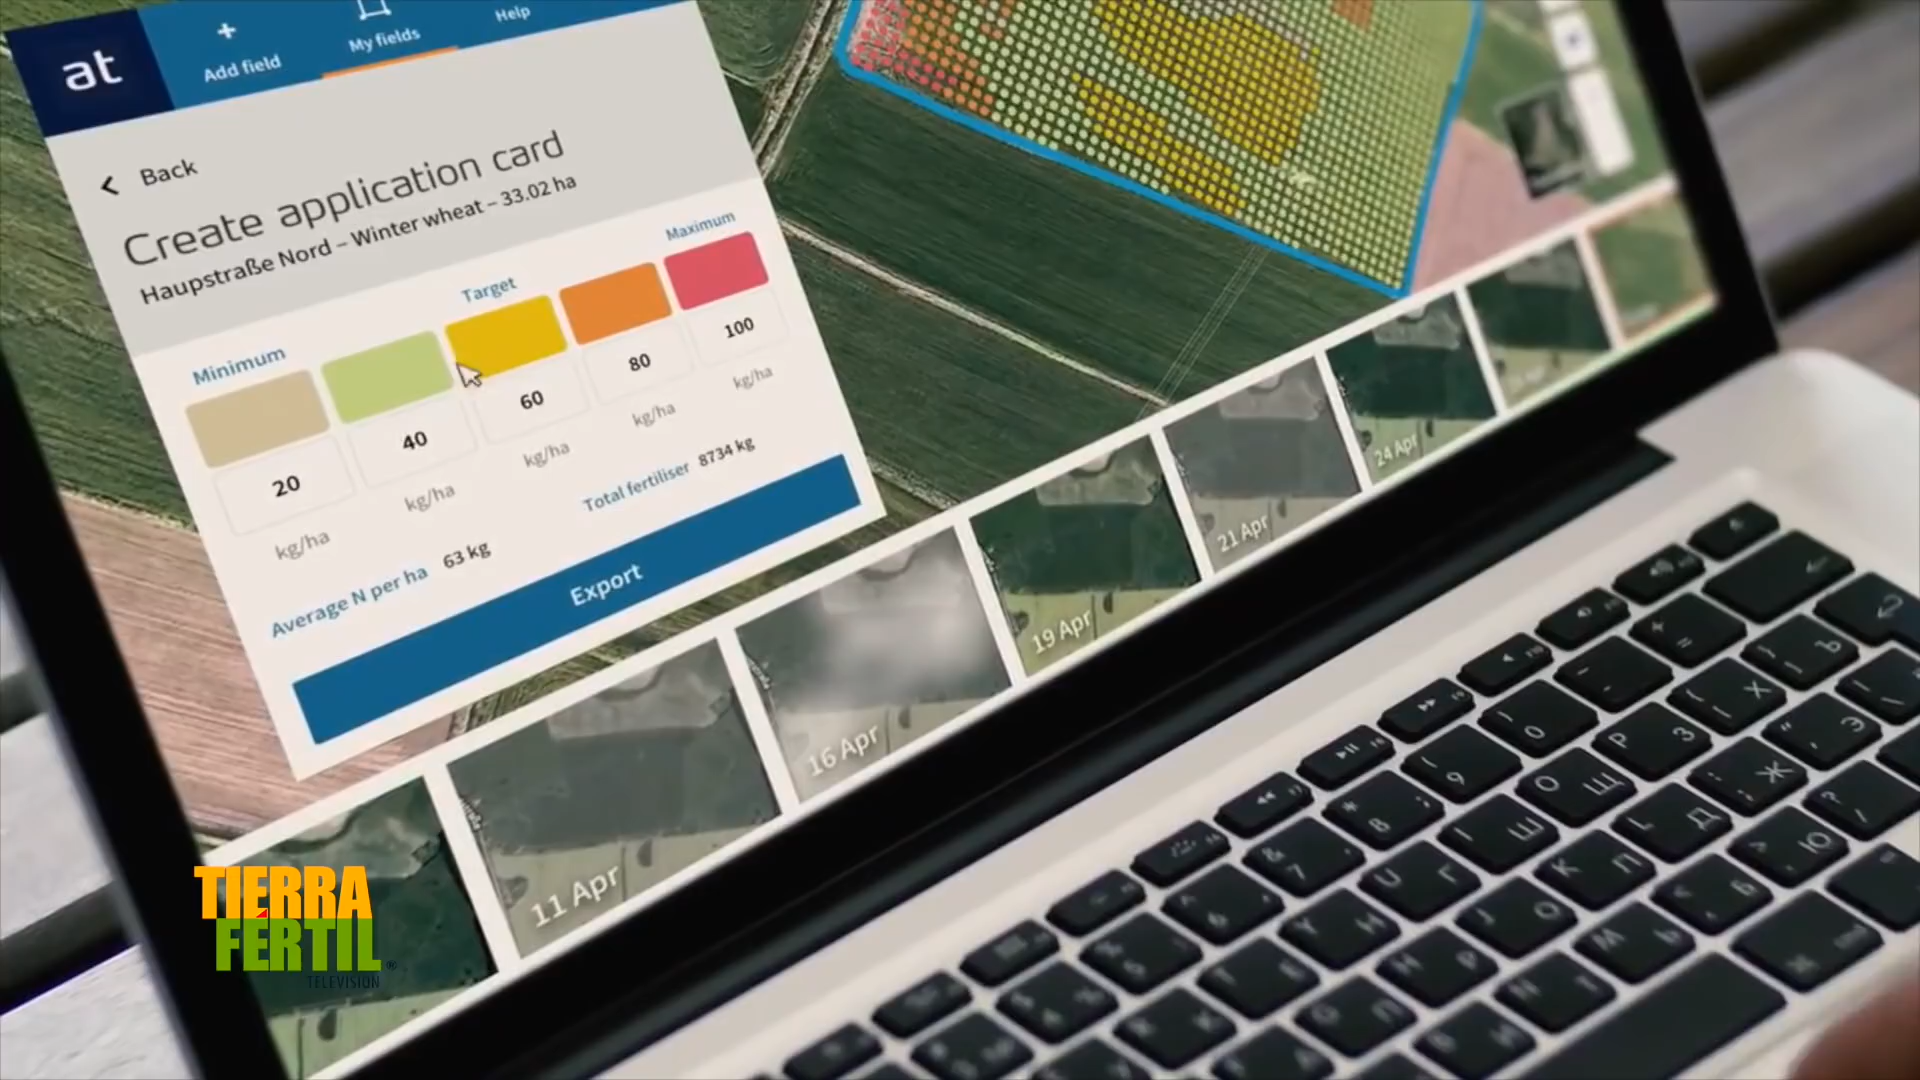 at
Add field
My fields
Help
Back
Create application card
Haupstraße Nord – Winter wheat – 33.02 ha
Minimum
Target
Maximum
20
40
60
80
100
kg/ha
kg/ha
kg/ha
kg/ha
kg/ha
Average N per ha 63 kg
Total fertiliser 8734 kg
Export
11 Apr
16 Apr
19 Apr
21 Apr
24 Apr
TIERRA
FÉRTIL®
TELEVISION